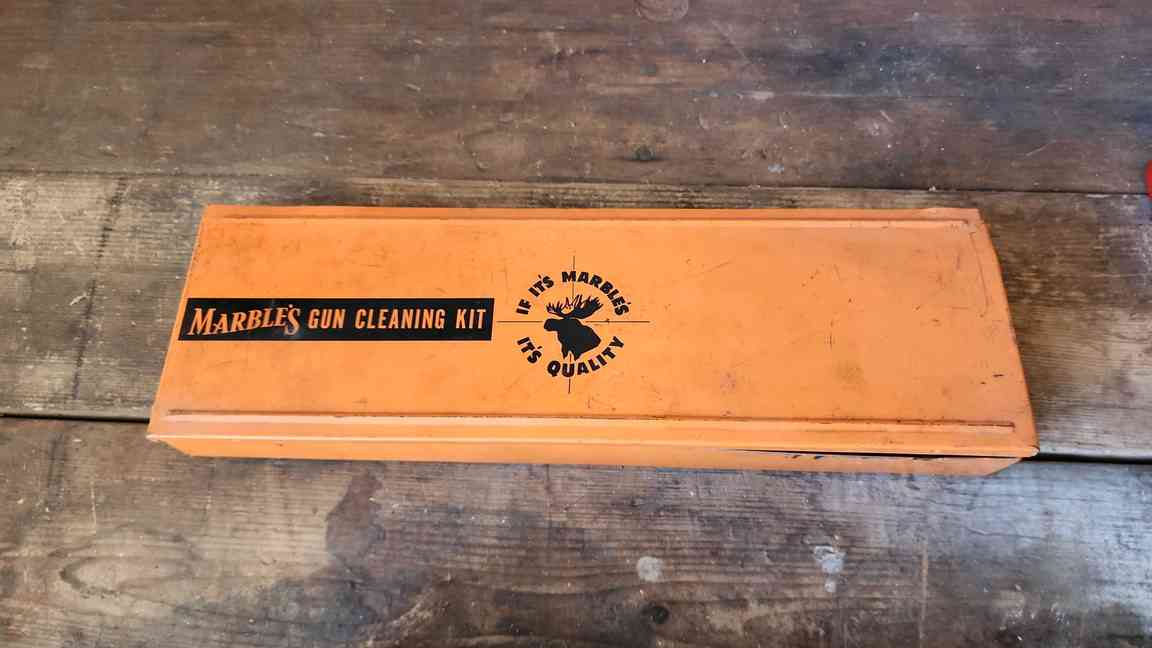 MARBLE'S GUN CLEANING KIT
IF IT'S MARBLE'S
IT'S QUALITY